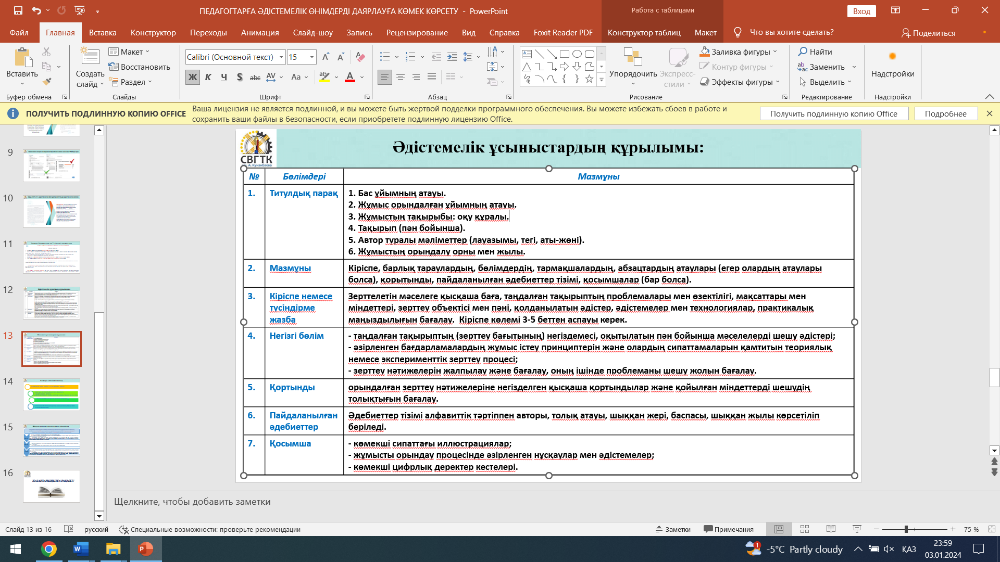 ПЕДАГОГТАРҒА ӘДІСТЕМЕЛІК ӨНІМДЕРДІ ДАЯРЛАУҒА КӨМЕК КӨРСЕТУ - PowerPoint
Работа с таблицами
Вход
Файл Главная Вставка Конструктор Переходы Анимация Слайд-шоу Запись Рецензирование Вид Справка Foxit Reader PDF Конструктор таблиц Макет Что вы хотите сделать? Поделиться
Вставить
Буфер обмена
Создать слайд
Макет
Восстановить
Раздел
Слайды
Calibri (Основной текст) 15
Ж К Ч S abc AV Aa ab A
Шрифт
Абзац
Упорядочить
Экспресс-стили
Заливка фигуры
Контур фигуры
Эффекты фигуры
Рисование
Найти
Заменить
Выделить
Редактирование
Надстройки
Надстройки
ПОЛУЧИТЬ ПОДЛИННУЮ КОПИЮ OFFICE
Ваша лицензия не является подлинной, и вы можете быть жертвой подделки программного обеспечения. Вы можете избежать сбоев в работе и
сохранить ваши файлы в безопасности, если приобретете подлинную лицензию Office.
Получить подлинную копию Office
Подробнее
9
10
11
12
13
14
15
16
НАЗАРЛАРЫҢЫЗҒА РАҚМЕТ!
СВГТК
им. А. Кунанбаева
Әдістемелік ұсыныстардың құрылымы:
№ Бөлімдері Мазмұны
1. Титулдық парақ
1. Бас ұйымның атауы.
2. Жұмыс орындалған ұйымның атауы.
3. Жұмыстың тақырыбы: оқу құралы.
4. Тақырып (пән бойынша).
5. Автор туралы мәліметтер (лауазымы, тегі, аты-жөні).
6. Жұмыстың орындалу орны мен жылы.
2. Мазмұны
Кіріспе, барлық тараулардың, бөлімдердің, тармақшалардың, абзацтардың атаулары (егер олардың атаулары
болса), қорытынды, пайдаланылған әдебиеттер тізімі, қосымшалар (бар болса).
3. Кіріспе немесе
түсіндірме
жазба
Зерттелетін мәселеге қысқаша баға, таңдалған тақырыптың проблемалары мен өзектілігі, мақсаттары мен
міндеттері, зерттеу объектісі мен пәні, қолданылатын әдістер, әдістемелер мен технологиялар, практикалық
маңыздылығын бағалау. Кіріспе көлемі 3-5 беттен аспауы керек.
4. Негізгі бөлім
- таңдалған тақырыптың (зерттеу бағытының) негіздемесі, оқытылатын пән бойынша мәселелерді шешу әдістері;
- әзірленген бағдарламалардың жұмыс істеу принциптерін және олардың сипаттамаларын қамтитын теориялық
немесе эксперименттік зерттеу процесі;
- зерттеу нәтижелерін жалпылау және бағалау, оның ішінде проблеманы шешу жолын бағалау.
5. Қортынды
орындалған зерттеу нәтижелеріне негізделген қысқаша қортындылар және қойылған міндеттерді шешудің
толықтығын бағалау.
6. Пайдаланылған
әдебиеттер
Әдебиеттер тізімі алфавиттік тәртіппен авторы, толық атауы, шыққан жері, баспасы, шыққан жылы көрсетіліп
беріледі.
7. Қосымша
- көмекші сипаттағы иллюстрациялар;
- жұмысты орындау процесінде әзірленген нұсқаулар мен әдістемелер;
- көмекші цифрлық деректер кестелері.
Щелкните, чтобы добавить заметки
Слайд 13 из 16 русский Специальные возможности: проверьте рекомендации Заметки Примечания 75 %
1 -5°C Partly cloudy ҚАЗ 23:59
03.01.2024